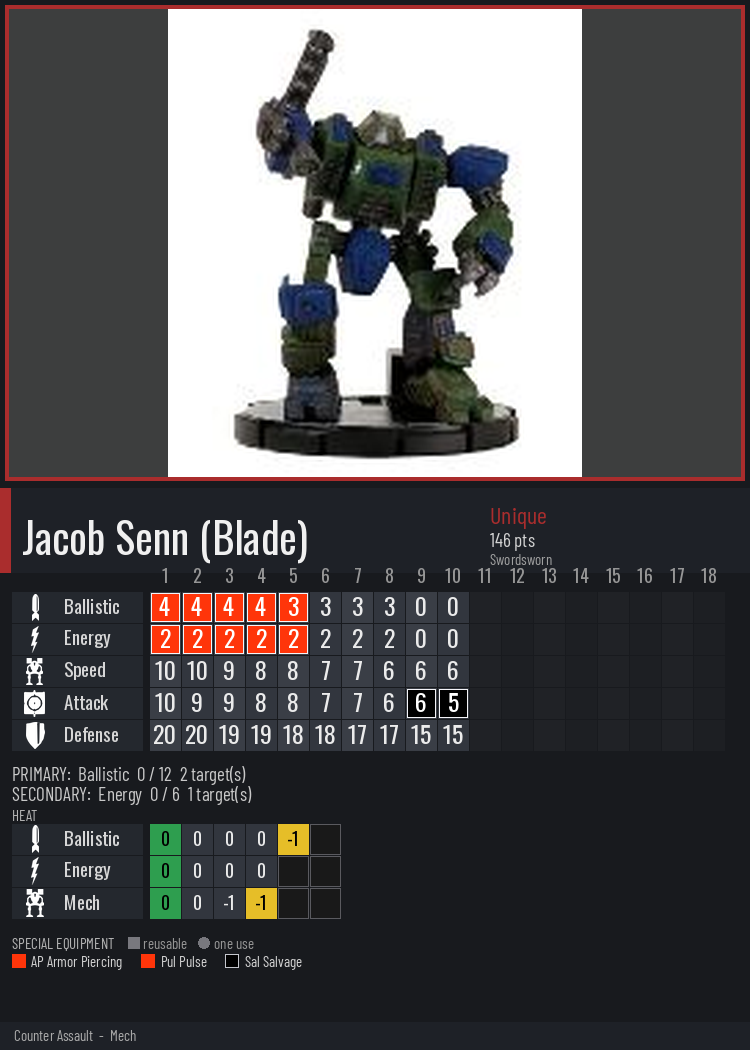 Jacob Senn (Blade)
Unique
146 pts
Swordsworn
1 2 3 4 5 6 7 8 9 10 11 12 13 14 15 16 17 18
Ballistic 4 4 4 4 3 3 3 3 0 0
Energy 2 2 2 2 2 2 2 2 0 0
Speed 10 10 9 8 8 7 7 6 6 6
Attack 10 9 9 8 8 7 7 6 6 5
Defense 20 20 19 19 18 18 17 17 15 15
PRIMARY: Ballistic 0 / 12 2 target(s)
SECONDARY: Energy 0 / 6 1 target(s)
HEAT
Ballistic 0 0 0 0 -1
Energy 0 0 0 0
Mech 0 0 -1 -1
SPECIAL EQUIPMENT reusable one use
AP Armor Piercing Pul Pulse Sal Salvage
Counter Assault - Mech